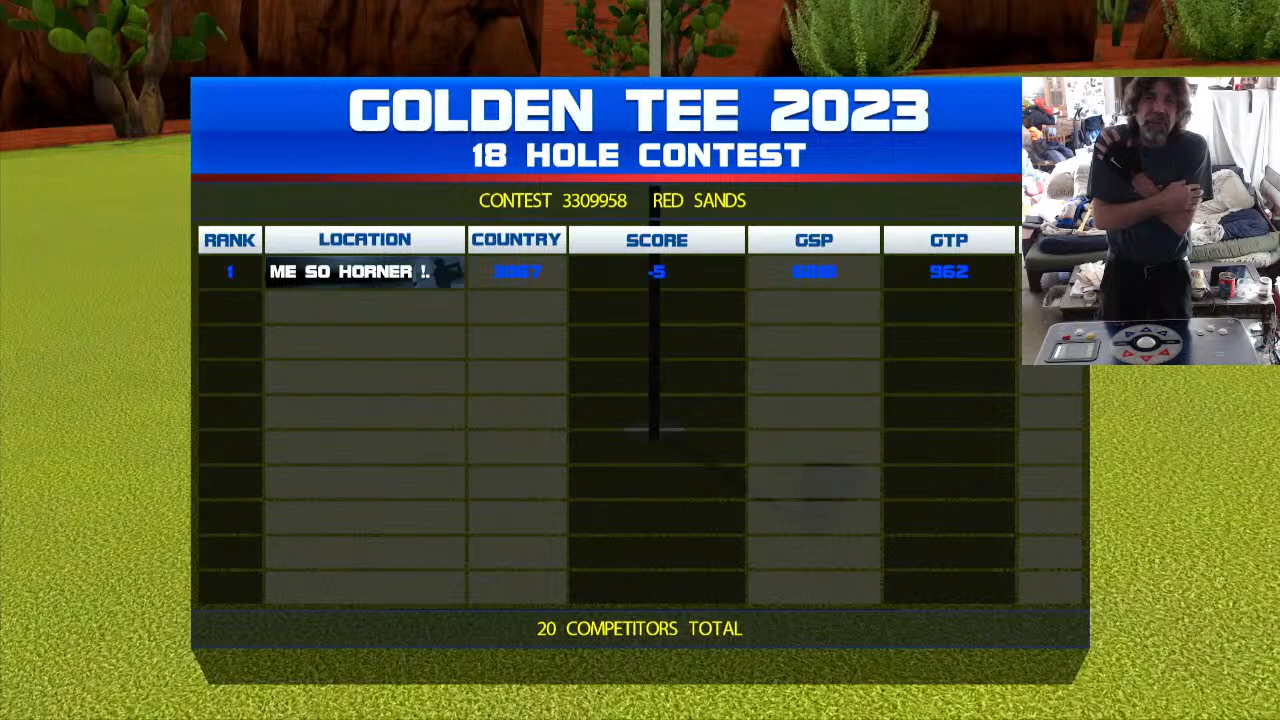 GOLDEN TEE 2023
18 HOLE CONTEST
CONTEST 3309958 RED SANDS
RANK LOCATION COUNTRY SCORE GSP GTP
1 ME SO HORNER !. -5 962
20 COMPETITORS TOTAL